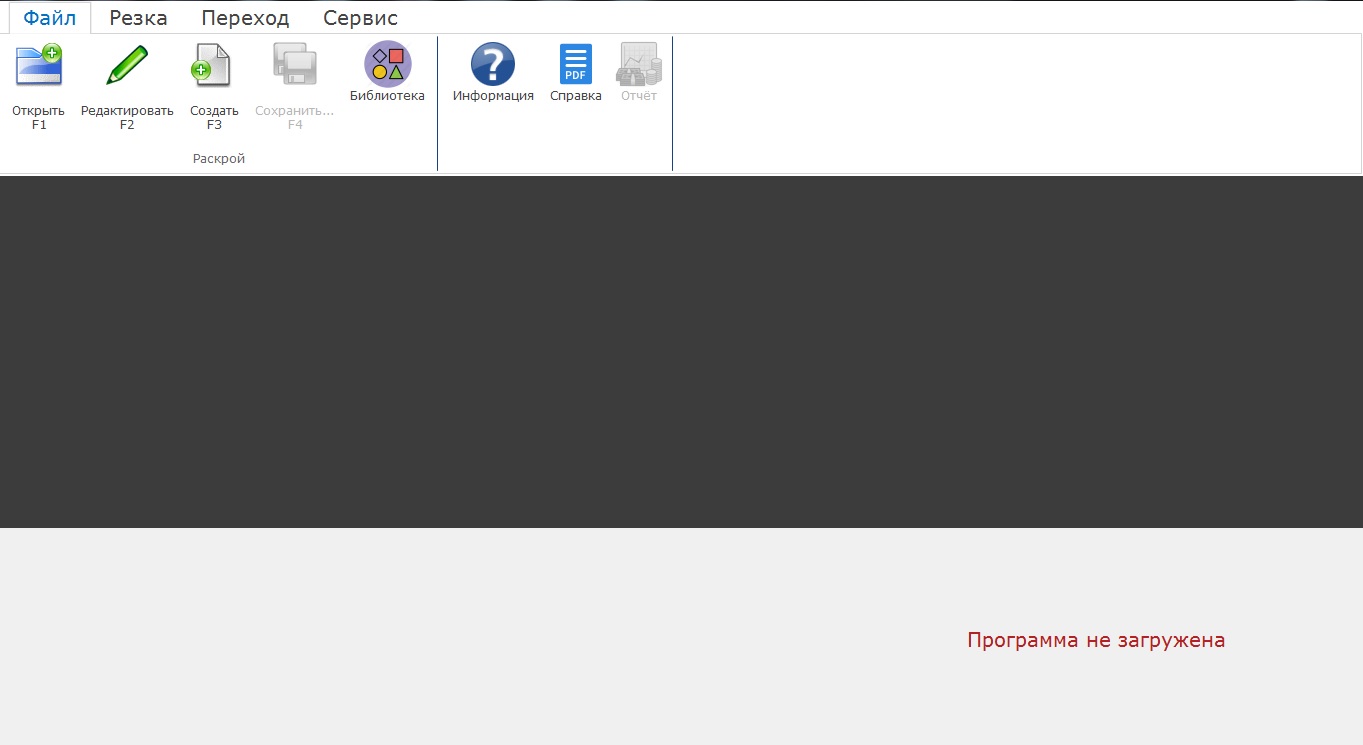 Файл Резка Переход Сервис
PDF
Открыть Редактировать Создать Сохранить... Библиотека Информация Справка Отчёт
F1 F2 F3 F4
Раскрой
Программа не загружена